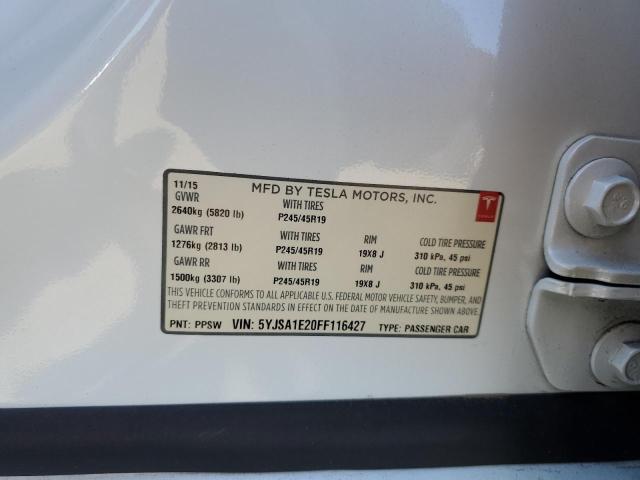 11/15 MFD BY TESLA MOTORS, INC.
GVWR WITH TIRES
2640kg (5820 lb) P245/45R19
GAWR FRT WITH TIRES RIM COLD TIRE PRESSURE
1276kg (2813 lb) P245/45R19 19X8 J 310 kPa, 45 psi
GAWR RR WITH TIRES RIM COLD TIRE PRESSURE
1500kg (3307 lb) P245/45R19 19X8 J 310 kPa, 45 psi
THIS VEHICLE CONFORMS TO ALL APPLICABLE U.S. FEDERAL MOTOR VEHICLE SAFETY, BUMPER, AND
THEFT PREVENTION STANDARDS IN EFFECT ON THE DATE OF MANUFACTURE SHOWN ABOVE.
PNT: PPSW VIN: 5YJSA1E20FF116427 TYPE: PASSENGER CAR